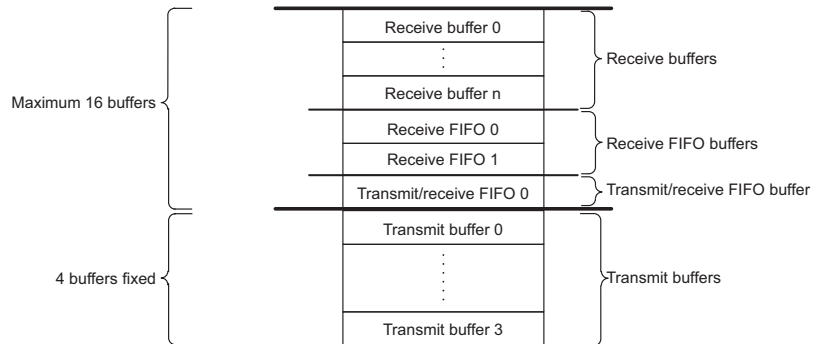 Receive buffer 0
Receive buffer n
Receive buffers
Maximum 16 buffers
Receive FIFO 0
Receive FIFO 1
Receive FIFO buffers
Transmit/receive FIFO 0
Transmit/receive FIFO buffer
Transmit buffer 0
4 buffers fixed
Transmit buffers
Transmit buffer 3